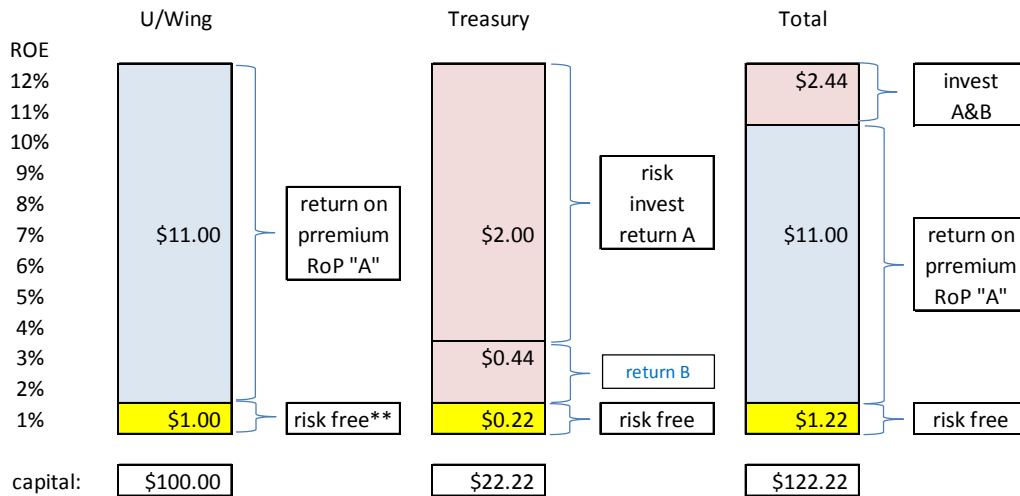 U/Wing Treasury Total
ROE
12% $2.44 invest
11% A&B
10%
9% risk
8% return on invest
7% $11.00 prremium $2.00 return A $11.00 return on
6% RoP "A" prremium
5% RoP "A"
4%
3% $0.44
2% return B
1% $1.00 risk free** $0.22 risk free $1.22 risk free
capital: $100.00 $22.22 $122.22